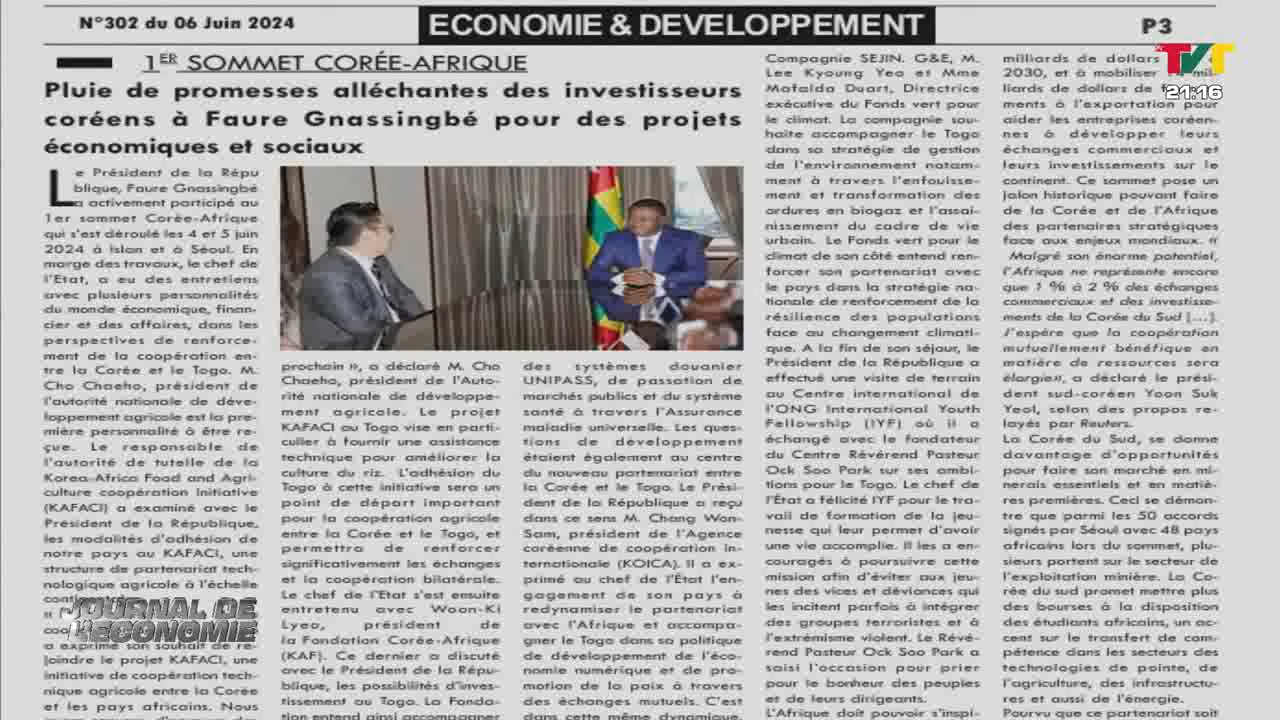 N°302 du 06 Juin 2024
ECONOMIE & DEVELOPPEMENT
P3
TVT
21:16
1ER SOMMET CORÉE-AFRIQUE
Pluie de promesses alléchantes des investisseurs
coréens à Faure Gnassingbé pour des projets
économiques et sociaux
Le Président de la Répu
blique, Faure Gnassingbé
a activement participé au
1er sommet Corée-Afrique
qui s'est déroulé les 4 et 5 juin
2024 à Islan et à Séoul. En
marge des travaux, le chef de
l'Etat, a eu des entretiens
avec plusieurs personnalités
du monde économique, finan-
cier et des affaires, dans les
perspectives de renforce-
ment de la coopération en-
tre la Corée et le Togo. M.
Cho Chaeho, président de
l'autorité nationale de déve-
loppement agricole est la pre-
mière personnalité à être re-
çue. Le responsable de
l'autorité de tutelle de la
Korea-Africa Food and Agri-
culture coopération Initiative
(KAFACI) a examiné avec le
Président de la République,
les modalités d'adhésion de
notre pays au KAFACI, une
structure de partenariat tech-
nologique agricole à l'échelle
JOURNAL DE
L'ECONOMIE
a exprimé son souhait de re-
joindre le projet KAFACI, une
initiative de coopération tech-
nique agricole entre la Corée
et les pays africains. Nous
prochain », a déclaré M. Cho
Chaeho, président de l'Auto-
rité nationale de développe-
ment agricole. Le projet
KAFACI au Togo vise en parti-
culier à fournir une assistance
technique pour améliorer la
culture du riz. L'adhésion du
Togo à cette initiative sera un
point de départ important
pour la coopération agricole
entre la Corée et le Togo, et
permettra de renforcer
significativement les échanges
et la coopération bilatérale.
Le chef de l'Etat s'est ensuite
entretenu avec Woon-Ki
Lyeo, président de
la Fondation Corée-Afrique
(KAF). Ce dernier a discuté
avec le Président de la Répu-
blique, les possibilités d'inves-
tissement au Togo. La Fonda-
tion entend ainsi accompagner
des systèmes douanier
UNIPASS, de passation de
marchés publics et du système
santé à travers l'Assurance
maladie universelle. Les ques-
tions de développement
étaient également au centre
du nouveau partenariat entre
la Corée et le Togo. Le Prési-
dent de la République a reçu
dans ce sens M. Chang Won-
Sam, président de l'Agence
coréenne de coopération in-
ternationale (KOICA). Il a ex-
primé au chef de l'État l'en-
gagement de son pays à
redynamiser le partenariat
avec l'Afrique et accompa-
gner le Togo dans sa politique
de développement de l'éco-
nomie numérique et de pro-
motion de la paix à travers
des échanges mutuels. C'est
dans cette même dynamique,
Compagnie SEJIN. G&E, M.
Lee Kyoung Yeo et Mme
Mafalda Duart, Directrice
exécutive du Fonds vert pour
le climat. La compagnie sou-
haite accompagner le Togo
dans sa stratégie de gestion
de l'environnement notam-
ment à travers l'enfouisse-
ment et transformation des
ordures en biogaz et l'assai-
nissement du cadre de vie
urbain. Le Fonds vert pour le
climat de son côté entend ren-
forcer son partenariat avec
le pays dans la stratégie na-
tionale de renforcement de la
résilience des populations
face au changement climati-
que. A la fin de son séjour, le
Président de la République a
effectué une visite de terrain
au Centre international de
l'ONG International Youth
Fellowship (IYF) où il a
échangé avec le fondateur
du Centre Révérend Pasteur
Ock Soo Park sur ses ambi-
tions pour le Togo. Le chef de
l'État a félicité IYF pour le tra-
vail de formation de la jeu-
nesse qui leur permet d'avoir
une vie accomplie. Il les a en-
couragés à poursuivre cette
mission afin d'éviter aux jeu-
nes des vices et déviances qui
les incitent parfois à intégrer
des groupes terroristes et à
l'extrémisme violent. Le Révé-
rend Pasteur Ock Soo Park a
saisi l'occasion pour prier
pour le bonheur des peuples
et de leurs dirigeants.
L'Afrique doit pouvoir s'inspi-
milliards de dollars
2030, et à mobiliser mil-
liards de dollars de
ments à l'exportation pour
aider les entreprises coréen-
nes à développer leurs
échanges commerciaux et
leurs investissements sur le
continent. Ce sommet pose un
jalon historique pouvant faire
de la Corée et de l'Afrique
des partenaires stratégiques
face aux enjeux mondiaux. «
Malgré son énorme potentiel,
l'Afrique ne représente encore
que 1 % à 2 % des échanges
commerciaux et des investisse-
ments de la Corée du Sud [….].
J'espère que la coopération
mutuellement bénéfique en
matière de ressources sera
élargie», a déclaré le prési-
dent sud-coréen Yoon Suk
Yeol, selon des propos re-
layés par Reuters.
La Corée du Sud, se donne
davantage d'opportunités
pour faire son marché en mi-
nerais essentiels et en matiè-
res premières. Ceci se démon-
tre que parmi les 50 accords
signés par Séoul avec 48 pays
africains lors du sommet, plu-
sieurs portent sur le secteur de
l'exploitation minière. La Co-
rée du sud promet mettre plus
des bourses à la disposition
des étudiants africains, un ac-
cent sur le transfert de com-
pétence dans les secteurs des
technologies de pointe, de
l'agriculture, des infrastructu-
res et aussi de l'énergie.
Pourvu que ce partenariat soit